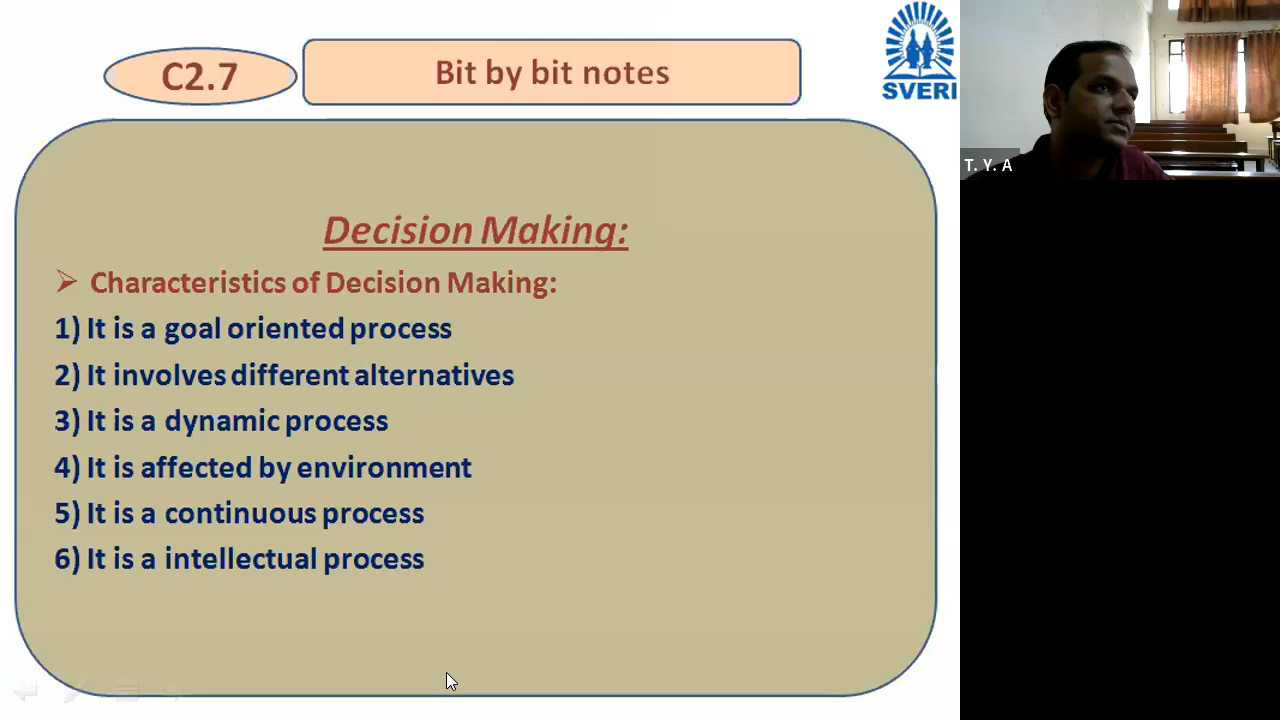 C2.7
Bit by bit notes
SVERI
T. Y. A
Decision Making:
Characteristics of Decision Making:
1) It is a goal oriented process
2) It involves different alternatives
3) It is a dynamic process
4) It is affected by environment
5) It is a continuous process
6) It is a intellectual process